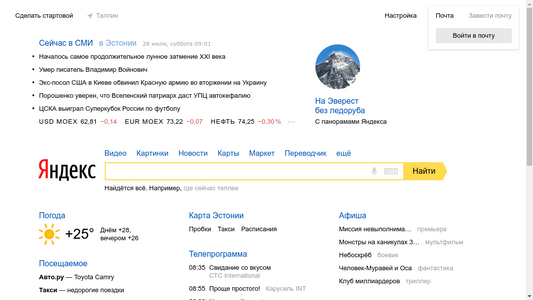 Сделать стартовой
Таллин
Настройка
Почта
Завести почту
Войти в почту
Сейчас в СМИ
в Эстонии
28 июля, суббота 09:01
Началось самое продолжительное лунное затмение XXI века
Умер писатель Владимир Войнович
Экс-посол США в Киеве обвинил Красную армию во вторжении на Украину
Порошенко уверен, что Вселенский патриарх даст УПЦ автокефалию
ЦСКА выиграл Суперкубок России по футболу
USD MOEX 62,81 −0,14 EUR MOEX 73,22 −0,07 НЕФТЬ 74,25 −0,30 % ···
На Эверест
без ледоруба
С панорамами Яндекса
Видео Картинки Новости Карты Маркет Переводчик ещё
Яндекс
Найти
Найдётся всё. Например, где сейчас теплее
Погода
+25°
Днём +28,
вечером +26
Посещаемое
Авто.ру — Toyota Camry
Такси — недорогие поездки
Карта Эстонии
Пробки Такси Расписания
Телепрограмма
08:35 Свидание со вкусом
CTC International
08:55 Проще простого! Карусель INT
Афиша
Миссия невыполнима... премьера
Монстры на каникулах 3... мультфильм
Небоскрёб боевик
Человек-Муравей и Оса фантастика
Клуб миллиардеров триллер